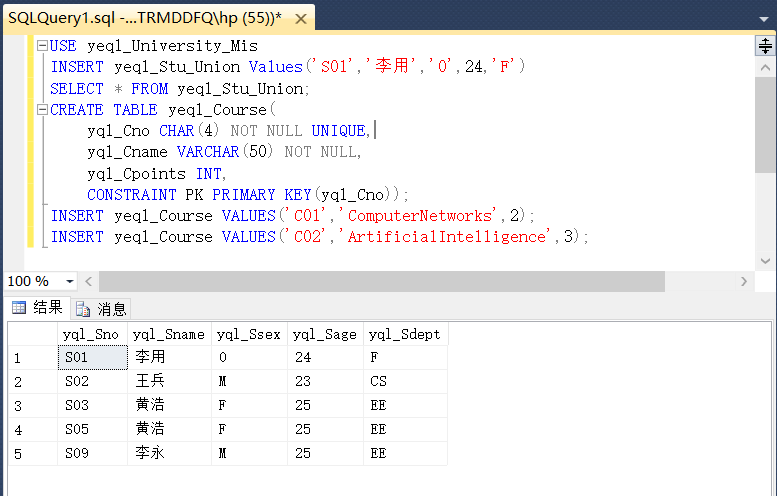 SQLQuery1.sql -...TRMDDFQ\hp (55))*
USE yeql_University_Mis
INSERT yeql_Stu_Union Values('S01','李用','0',24,'F')
SELECT * FROM yeql_Stu_Union;
CREATE TABLE yeql_Course(
yql_Cno CHAR(4) NOT NULL UNIQUE,
yql_Cname VARCHAR(50) NOT NULL,
yql_Cpoints INT,
CONSTRAINT PK PRIMARY KEY(yql_Cno));
INSERT yeql_Course VALUES('C01','ComputerNetworks',2);
INSERT yeql_Course VALUES('C02','ArtificialIntelligence',3);
100 %
结果 消息
yql_Sno yql_Sname yql_Ssex yql_Sage yql_Sdept
1 S01 李用 0 24 F
2 S02 王兵 M 23 CS
3 S03 黄浩 F 25 EE
4 S05 黄浩 F 25 EE
5 S09 李永 M 25 EE